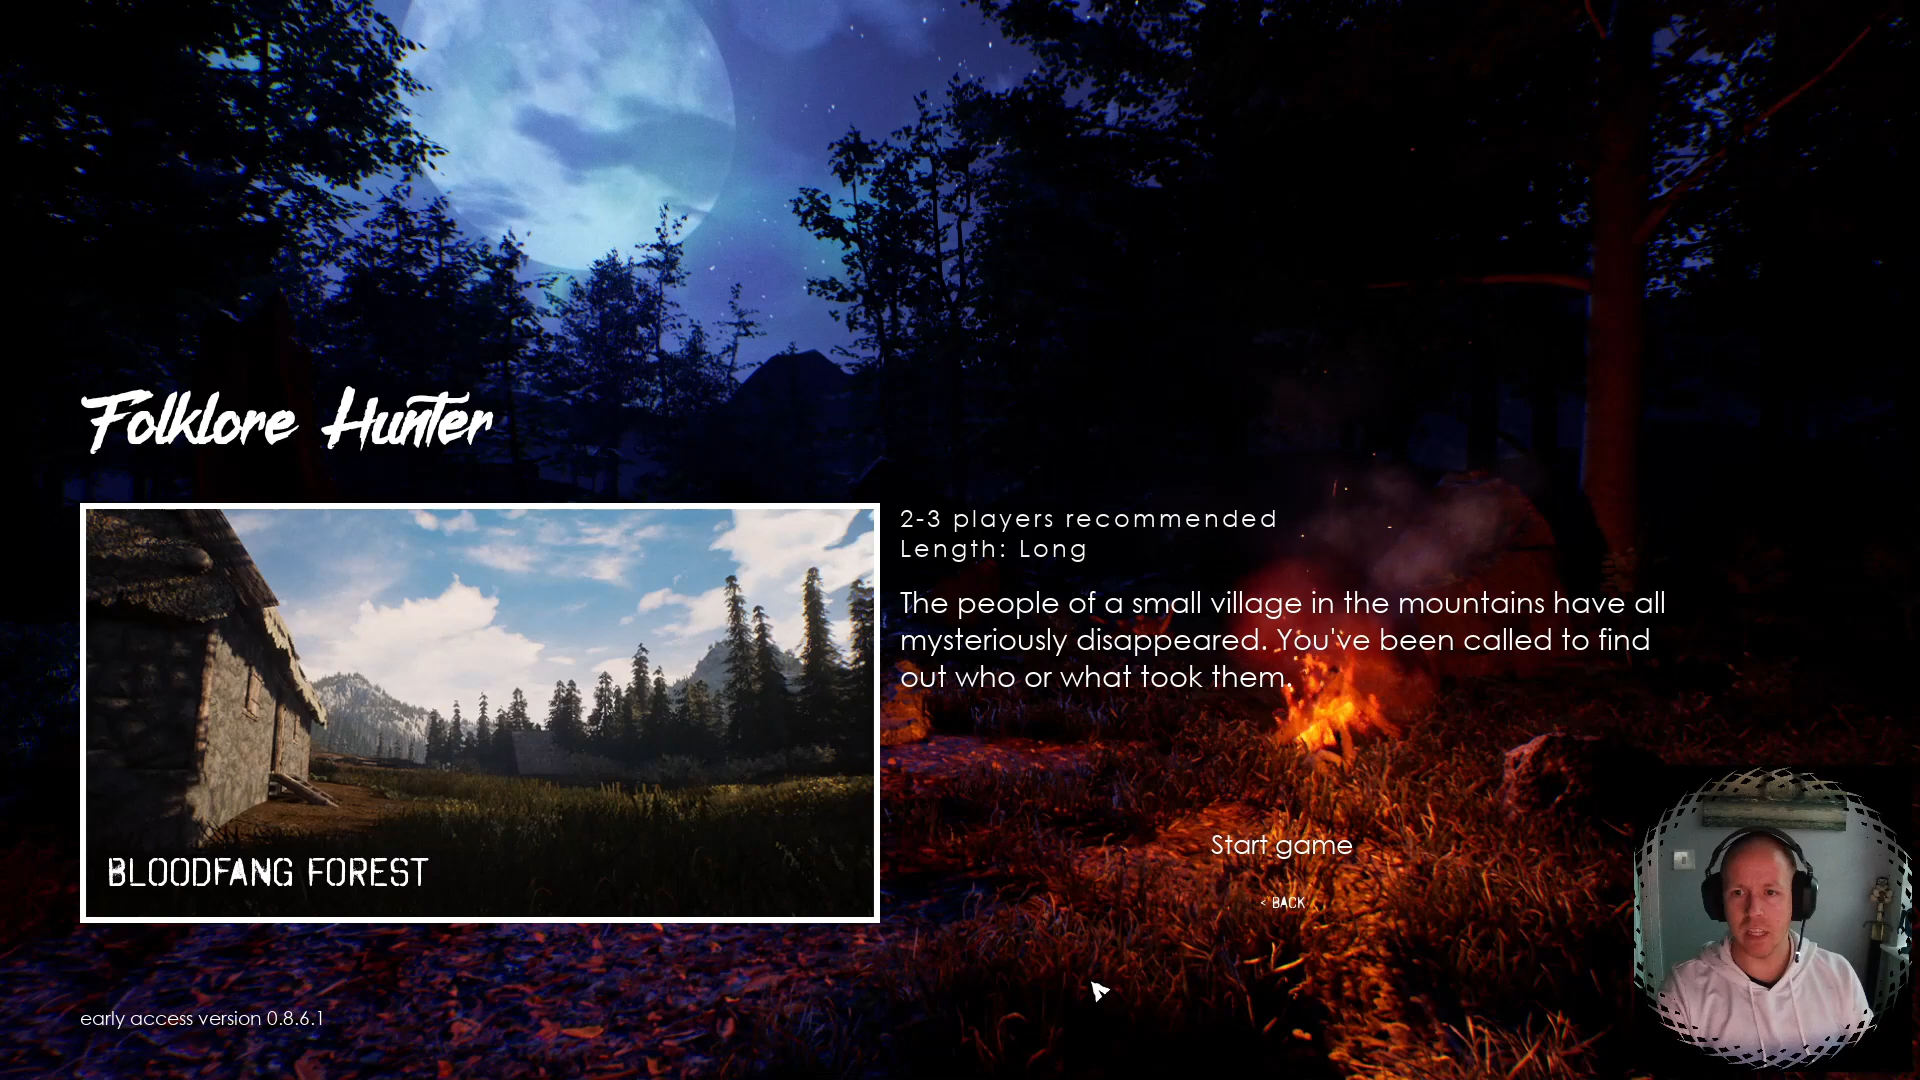 Folklore Hunter
2-3 players recommended
Length: Long
The people of a small village in the mountains have all
mysteriously disappeared. You've been called to find
out who or what took them.
BLOODFANG FOREST
Start game
< BACK
early access version 0.8.6.1